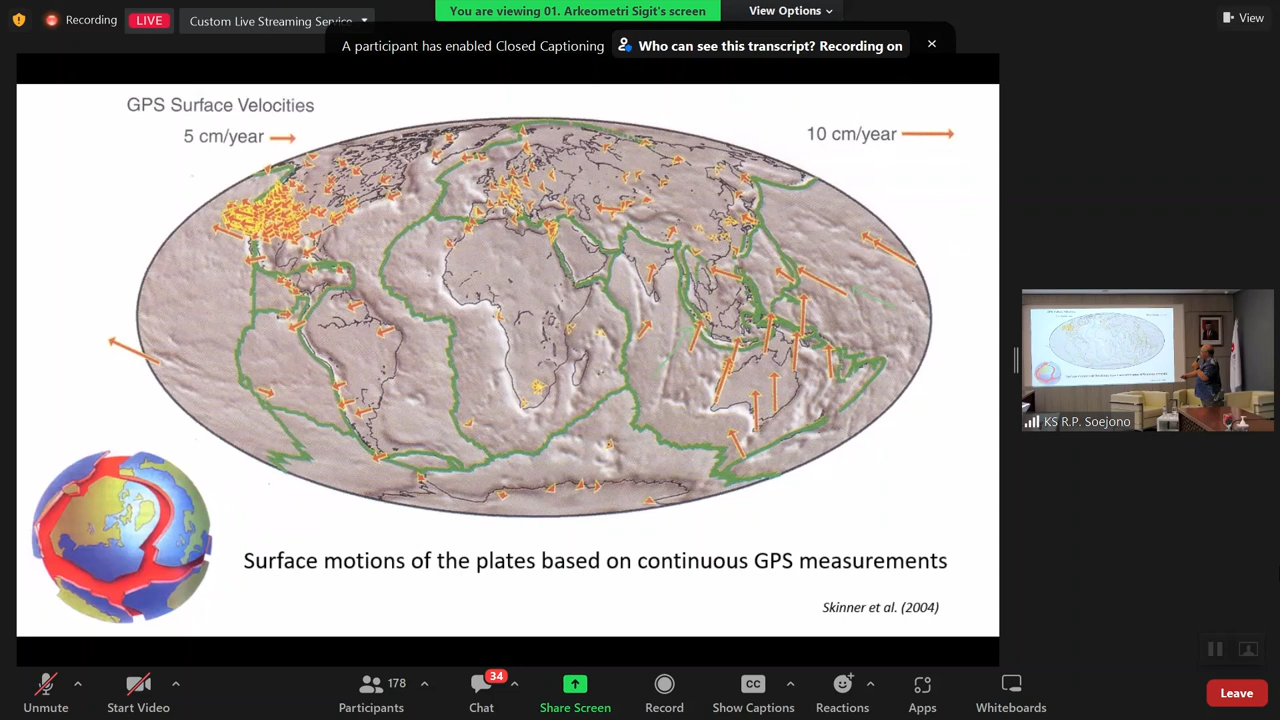 Recording
LIVE
Custom Live Streaming Service
You are viewing 01. Arkeometri Sigit's screen
View Options
View
A participant has enabled Closed Captioning
Who can see this transcript? Recording on
GPS Surface Velocities
5 cm/year
10 cm/year
KS R.P. Soejono
Surface motions of the plates based on continuous GPS measurements
Skinner et al. (2004)
Unmute
Start Video
178
Participants
34
Chat
Share Screen
Record
CC
Show Captions
Reactions
Apps
Whiteboards
Leave